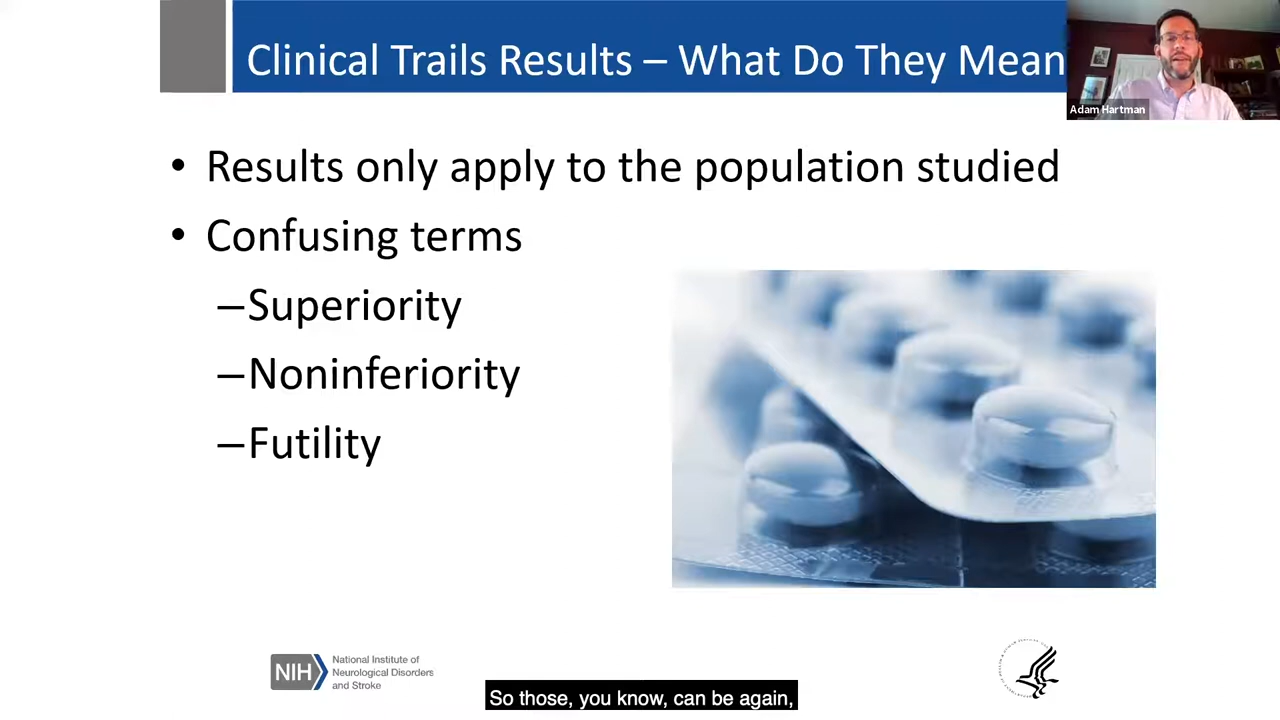 Clinical Trails Results – What Do They Mean
Adam Hartman
• Results only apply to the population studied
• Confusing terms
–Superiority
–Noninferiority
–Futility
NIH
National Institute of
Neurological Disorders
and Stroke
So those, you know, can be again,